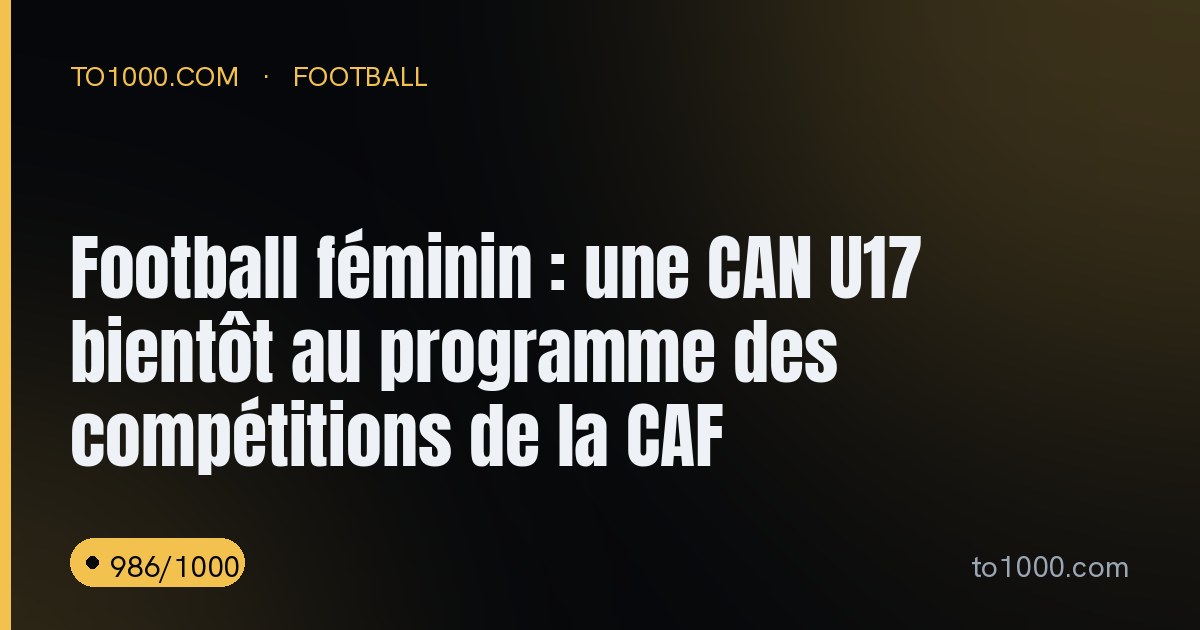 TO1000.COM · FOOTBALL
Football féminin : une CAN U17
bientôt au programme des
compétitions de la CAF
986/1000
to1000.com